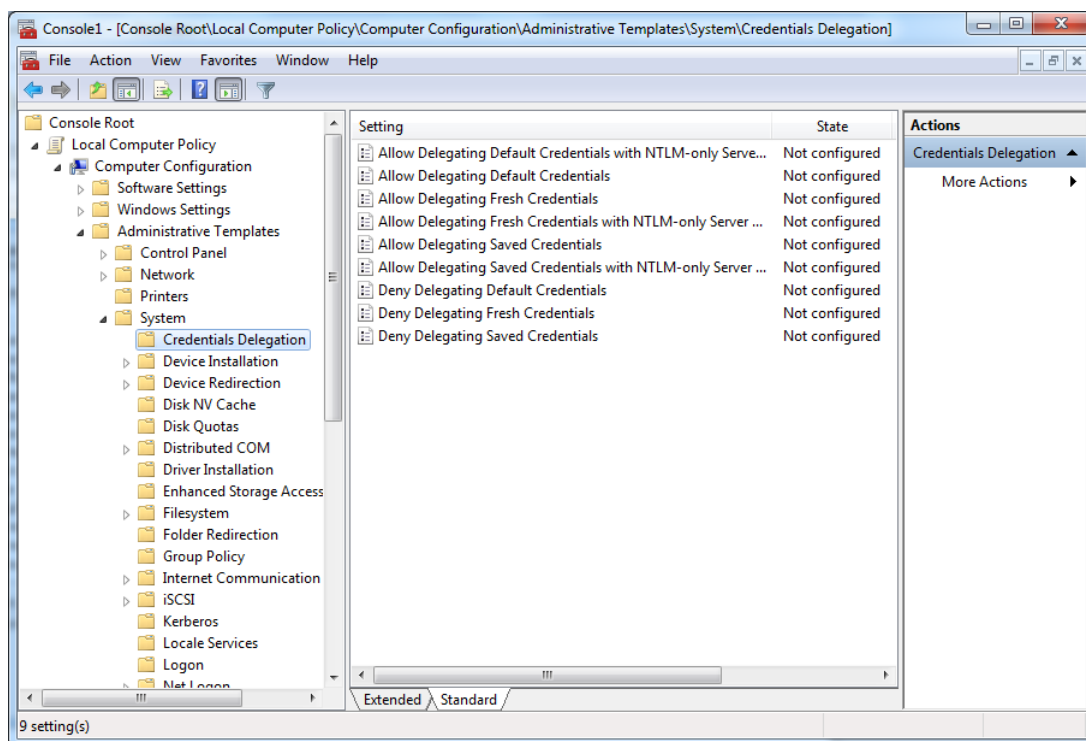 Console1 - [Console Root\Local Computer Policy\Computer Configuration\Administrative Templates\System\Credentials Delegation]
File Action View Favorites Window Help
Console Root
Local Computer Policy
Computer Configuration
Software Settings
Windows Settings
Administrative Templates
Control Panel
Network
Printers
System
Credentials Delegation
Device Installation
Device Redirection
Disk NV Cache
Disk Quotas
Distributed COM
Driver Installation
Enhanced Storage Access
Filesystem
Folder Redirection
Group Policy
Internet Communication
iSCSI
Kerberos
Locale Services
Logon
Net Logon
Setting State
Allow Delegating Default Credentials with NTLM-only Serve... Not configured
Allow Delegating Default Credentials Not configured
Allow Delegating Fresh Credentials Not configured
Allow Delegating Fresh Credentials with NTLM-only Server ... Not configured
Allow Delegating Saved Credentials Not configured
Allow Delegating Saved Credentials with NTLM-only Server ... Not configured
Deny Delegating Default Credentials Not configured
Deny Delegating Fresh Credentials Not configured
Deny Delegating Saved Credentials Not configured
Extended Standard
Actions
Credentials Delegation
More Actions
9 setting(s)